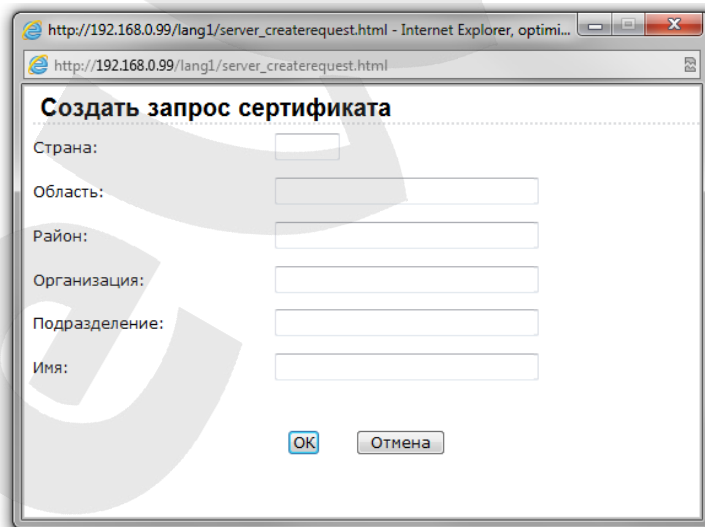 http://192.168.0.99/lang1/server_createrequest.html - Internet Explorer, optimi...
http://192.168.0.99/lang1/server_createrequest.html
Создать запрос сертификата
Страна:
Область:
Район:
Организация:
Подразделение:
Имя:
OK Отмена